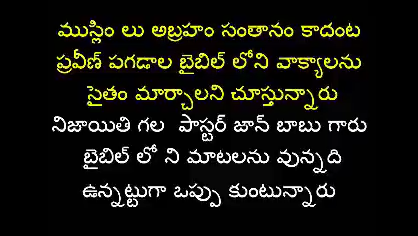 ముస్లిం లు అబ్రహం సంతానం కాదంట
ప్రవీణ్ పగడాల బైబిల్ లోని వాక్యాలను
సైతం మార్చాలని చూస్తున్నారు
నిజాయితి గల పాస్టర్ జాన్ బాబు గారు
బైబిల్ లో ని మాటలను వున్నది
ఉన్నట్టుగా ఒప్పు కుంటున్నారు